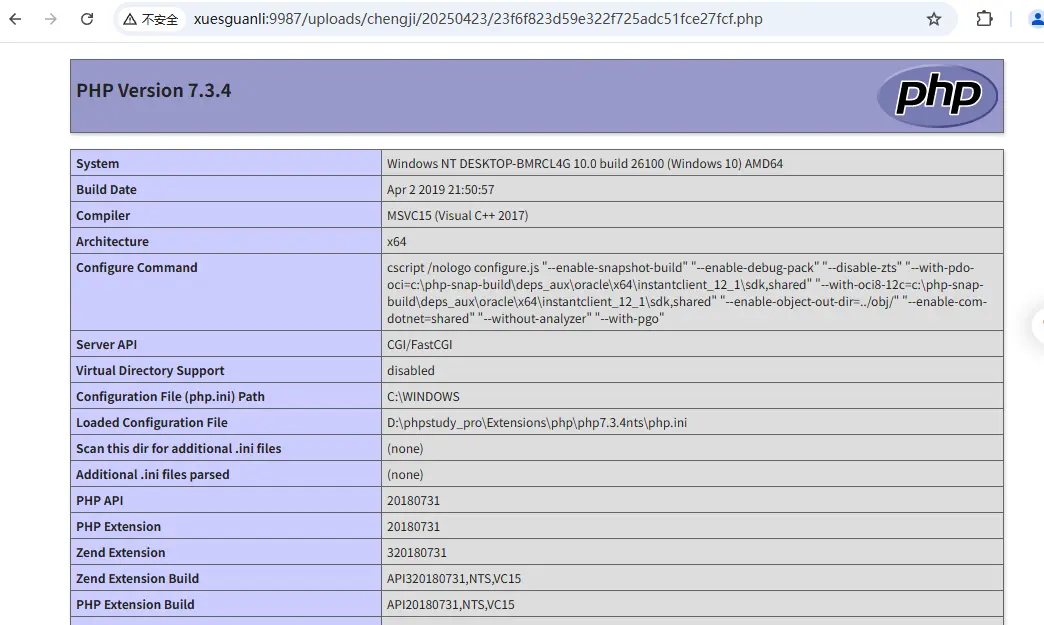 不安全 xuesguanli:9987/uploads/chengji/20250423/23f6f823d59e322f725adc51fce27fcf.php
PHP Version 7.3.4
php
System Windows NT DESKTOP-BMRCL4G 10.0 build 26100 (Windows 10) AMD64
Build Date Apr 2 2019 21:50:57
Compiler MSVC15 (Visual C++ 2017)
Architecture x64
Configure Command cscript /nologo configure.js "--enable-snapshot-build" "--enable-debug-pack" "--disable-zts" "--with-pdo-
oci=c:\php-snap-build\deps_aux\oracle\x64\instantclient_12_1\sdk,shared" "--with-oci8-12c=c:\php-snap-
build\deps_aux\oracle\x64\instantclient_12_1\sdk,shared" "--enable-object-out-dir=../obj/" "--enable-com-
dotnet=shared" "--without-analyzer" "--with-pgo"
Server API CGI/FastCGI
Virtual Directory Support disabled
Configuration File (php.ini) Path C:\WINDOWS
Loaded Configuration File D:\phpstudy_pro\Extensions\php\php7.3.4nts\php.ini
Scan this dir for additional .ini files (none)
Additional .ini files parsed (none)
PHP API 20180731
PHP Extension 20180731
Zend Extension 320180731
Zend Extension Build API320180731,NTS,VC15
PHP Extension Build API20180731,NTS,VC15